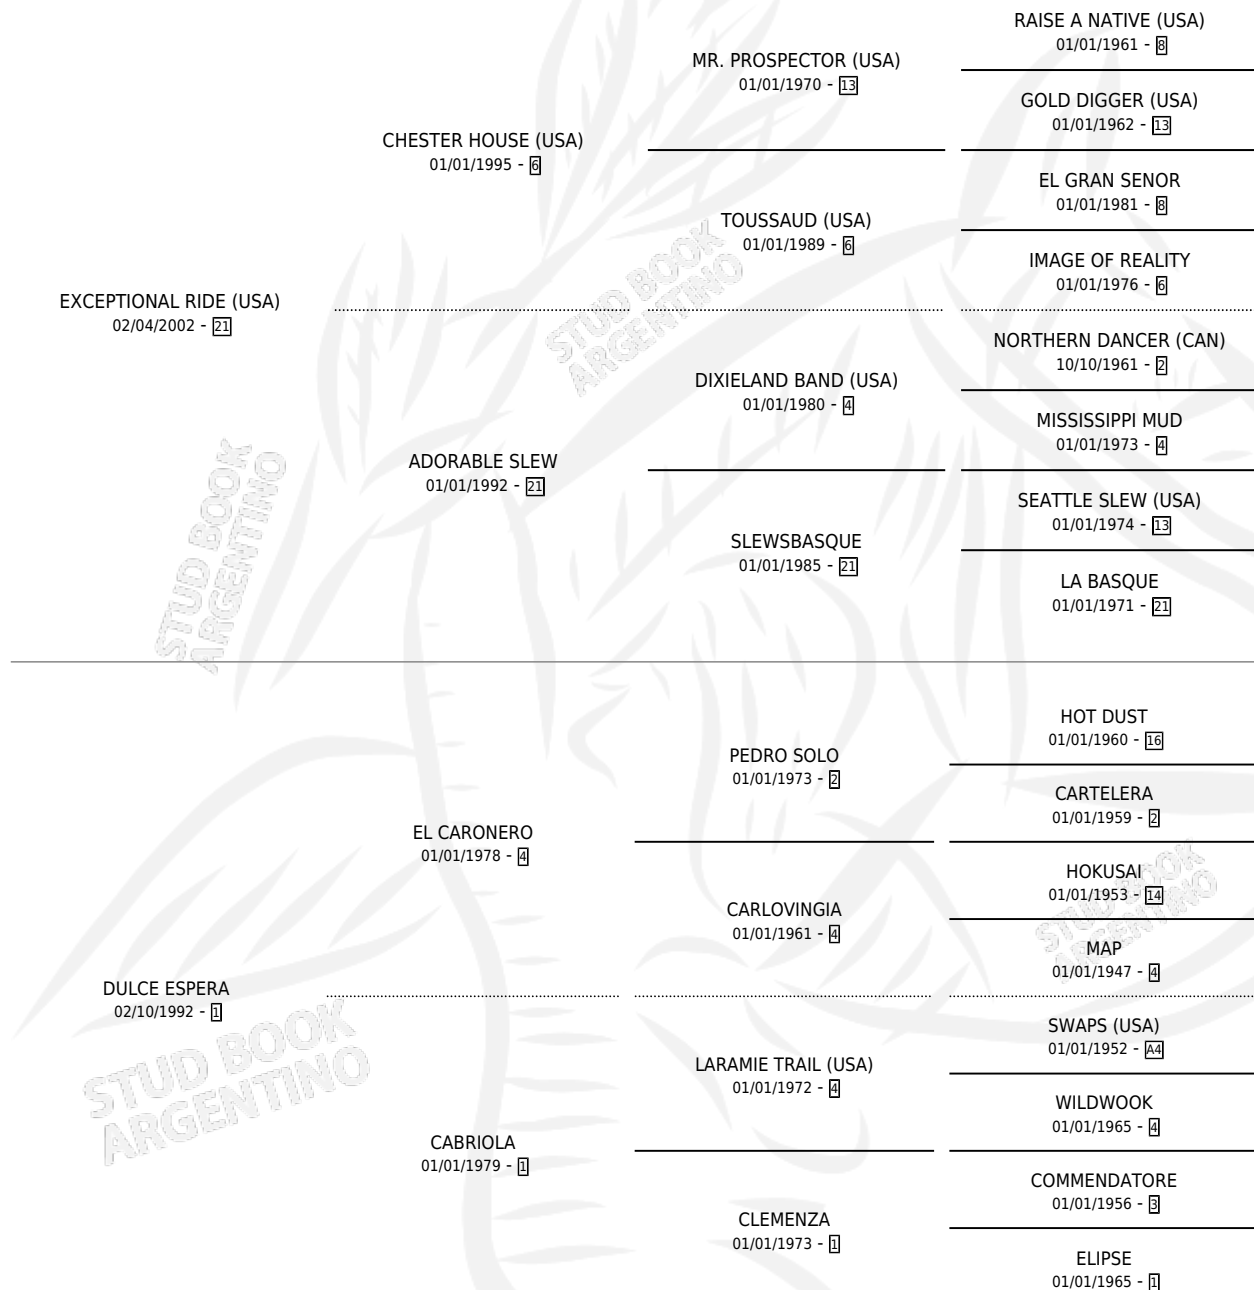 RAISE A NATIVE (USA)
01/01/1961 - 8
MR. PROSPECTOR (USA)
01/01/1970 - 13
GOLD DIGGER (USA)
01/01/1962 - 13
CHESTER HOUSE (USA)
01/01/1995 - 6
EL GRAN SENOR
01/01/1981 - 8
TOUSSAUD (USA)
01/01/1989 - 6
IMAGE OF REALITY
01/01/1976 - 6
EXCEPTIONAL RIDE (USA)
02/04/2002 - 21
NORTHERN DANCER (CAN)
10/10/1961 - 2
DIXIELAND BAND (USA)
01/01/1980 - 4
MISSISSIPPI MUD
01/01/1973 - 4
ADORABLE SLEW
01/01/1992 - 21
SEATTLE SLEW (USA)
01/01/1974 - 13
SLEWSBASQUE
01/01/1985 - 21
LA BASQUE
01/01/1971 - 21
HOT DUST
01/01/1960 - 16
PEDRO SOLO
01/01/1973 - 2
CARTELERA
01/01/1959 - 2
EL CARONERO
01/01/1978 - 4
HOKUSAI
01/01/1953 - 14
CARLOVINGIA
01/01/1961 - 4
MAP
01/01/1947 - 4
DULCE ESPERA
02/10/1992 - 1
SWAPS (USA)
01/01/1952 - A4
LARAMIE TRAIL (USA)
01/01/1972 - 4
WILDWOOK
01/01/1965 - 4
CABRIOLA
01/01/1979 - 1
COMMENDATORE
01/01/1956 - 3
CLEMENZA
01/01/1973 - 1
ELIPSE
01/01/1965 - 1
STUD BOOK
ARGENTINO
STUD BOOK
ARGENTINO
STUD BOOK
ARGENTINO
STUD BOOK
ARGENTINO